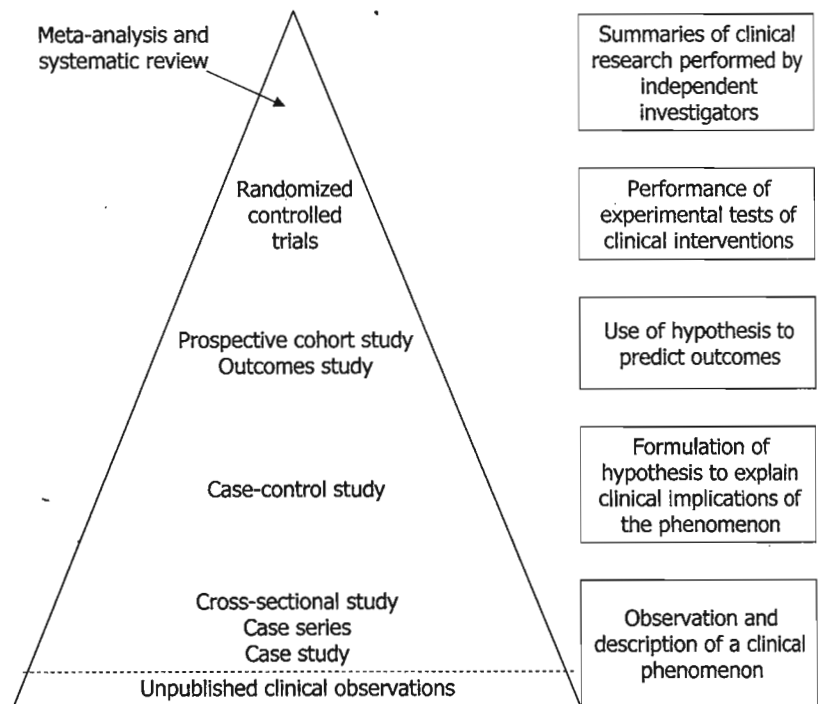 Meta-analysis and
systematic review
Summaries of clinical
research performed by
independent
investigators
Randomized
controlled
trials
Performance of
experimental tests of
clinical interventions
Prospective cohort study
Outcomes study
Use of hypothesis to
predict outcomes
Case-control study
Formulation of
hypothesis to explain
clinical implications of
the phenomenon
Cross-sectional study
Case series
Case study
Unpublished clinical observations
Observation and
description of a clinical
phenomenon